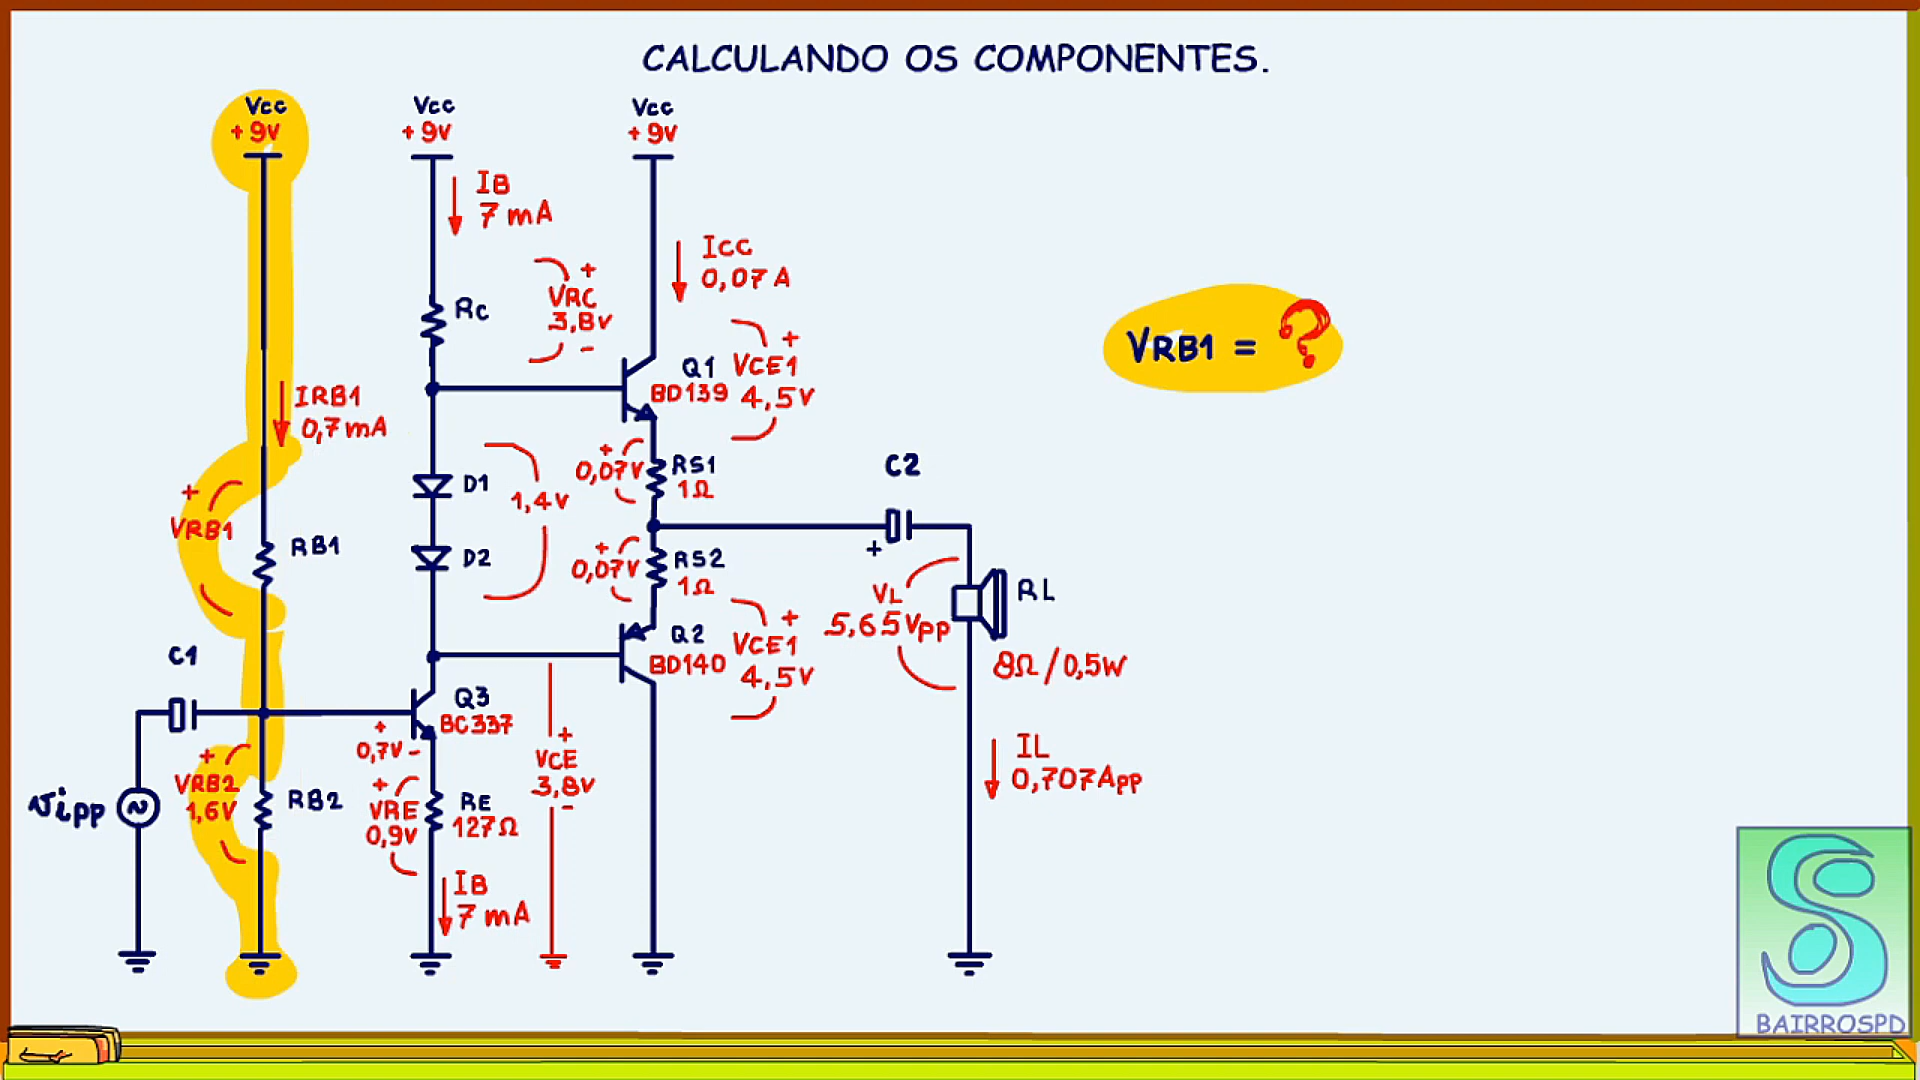 CALCULANDO OS COMPONENTES.
Vcc
+9V
Vcc
+9V
Vcc
+9V
IB
7 mA
ICC
0,07A
RC
+
VRC
3,8V
-
Q1
BD139
+
VCE1
4,5V
VRB1 = ?
IRB1
0,7mA
+
VRB1
RB1
D1
1,4V
D2
+
0,07V
-
RS1
1Ω
C2
+
+
0,07V
-
RS2
1Ω
VL
5,65Vpp
RL
8Ω/0,5W
Q2
BD140
+
VCE1
4,5V
C1
Q3
BC337
+
0,7V -
+
VCE
3,8V
-
IL
0,707App
vipp
~
+
VRB2
1,6V
RB2
+
VRE
0,9V
RE
127Ω
IB
7 mA
BAIRROSPD